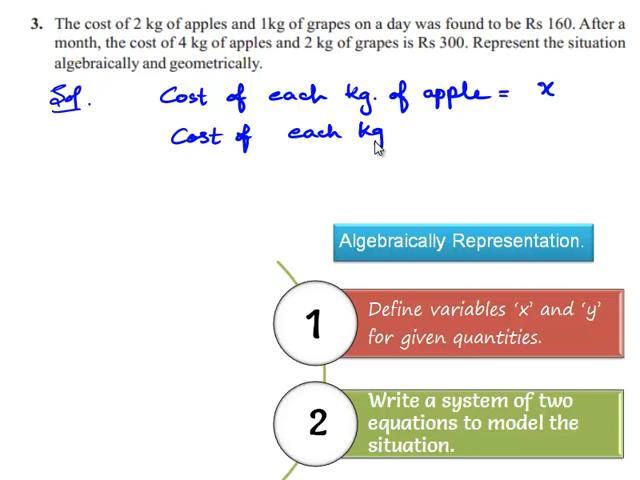 3. The cost of 2 kg of apples and 1kg of grapes on a day was found to be Rs 160. After a
month, the cost of 4 kg of apples and 2 kg of grapes is Rs 300. Represent the situation
algebraically and geometrically.
Sol. Cost of each kg. of apple = x
Cost of each kg
Algebraically Representation.
1
Define variables ‘x’ and ‘y’
for given quantities.
2
Write a system of two
equations to model the
situation.